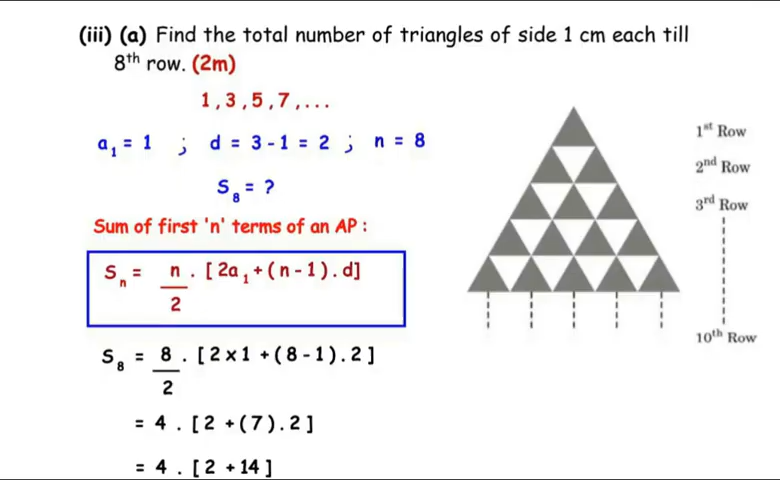 (iii) (a) Find the total number of triangles of side 1 cm each till
8th row. (2m)
1 , 3 , 5 , 7 , . . .
a1 = 1 ; d = 3 - 1 = 2 ; n = 8
S8 = ?
Sum of first 'n' terms of an AP :
Sn = n/2 . [ 2a1 + ( n - 1 ) . d]
S8 = 8/2 . [ 2 x 1 + ( 8 - 1 ) . 2 ]
= 4 . [ 2 + ( 7 ) . 2 ]
= 4 . [ 2 + 14 ]
1st Row
2nd Row
3rd Row
10th Row